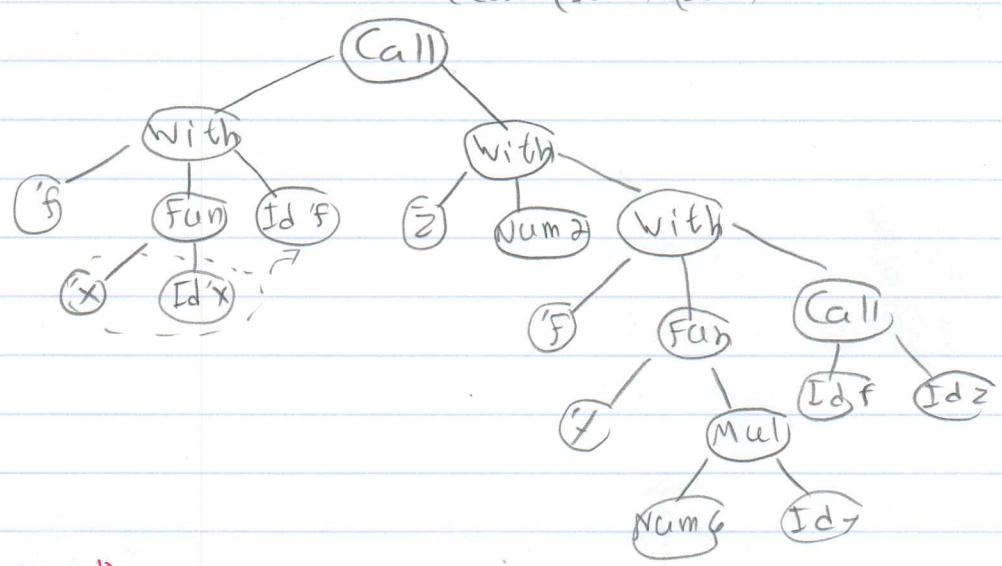 Call
With
With
'f
Fun
Id 'f
Z
Num 2
With
'x
Id 'x
'f
Fun
Call
Id f
Id z
'y
Mul
Num 6
Id y